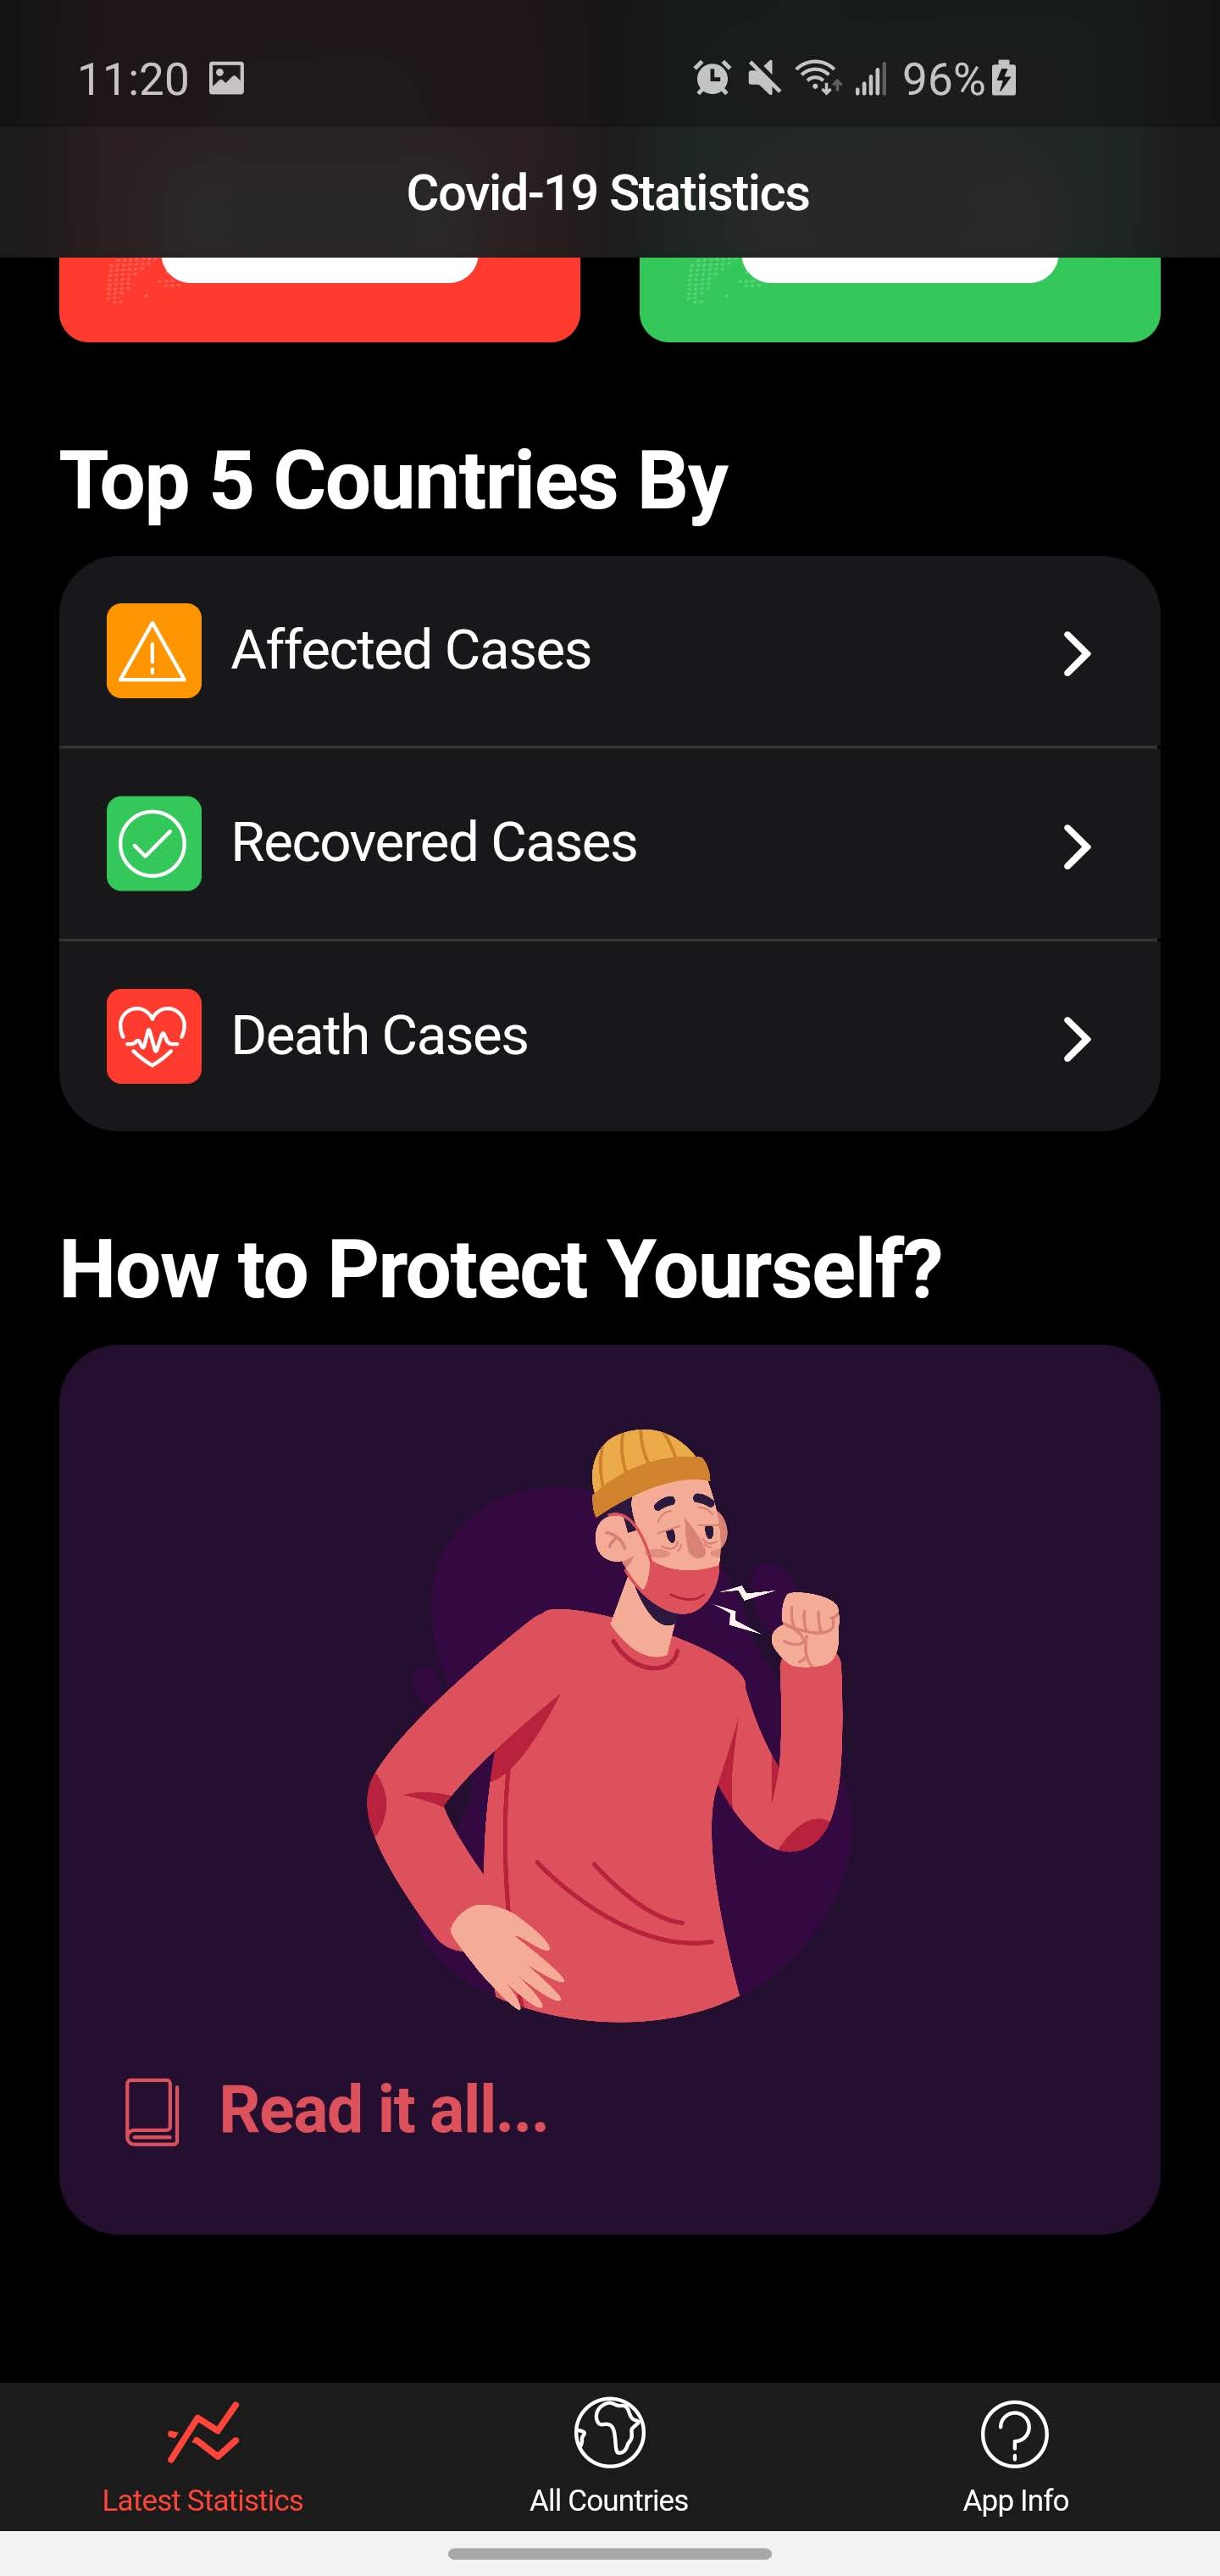 11:20 96%
Covid-19 Statistics
Top 5 Countries By
Affected Cases
Recovered Cases
Death Cases
How to Protect Yourself?
Read it all...
Latest Statistics All Countries App Info